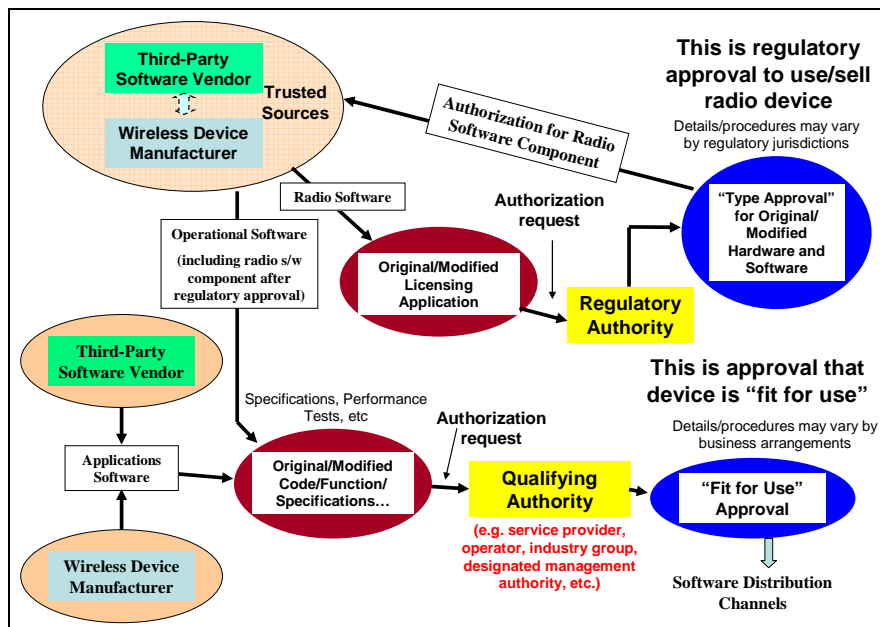 Third-Party
Software Vendor
Trusted
Sources
Wireless Device
Manufacturer
Authorization for Radio
Software Component
This is regulatory
approval to use/sell
radio device
Details/procedures may vary
by regulatory jurisdictions
Radio Software
Operational Software
(including radio s/w
component after
regulatory approval)
Original/Modified
Licensing
Application
Authorization
request
Regulatory
Authority
“Type Approval”
for Original/
Modified
Hardware and
Software
Third-Party
Software Vendor
Applications
Software
Wireless Device
Manufacturer
Specifications, Performance
Tests, etc
Original/Modified
Code/Function/
Specifications…
Authorization
request
Qualifying
Authority
(e.g. service provider,
operator, industry group,
designated management
authority, etc.)
This is approval that
device is “fit for use”
Details/procedures may vary by
business arrangements
“Fit for Use”
Approval
Software Distribution
Channels